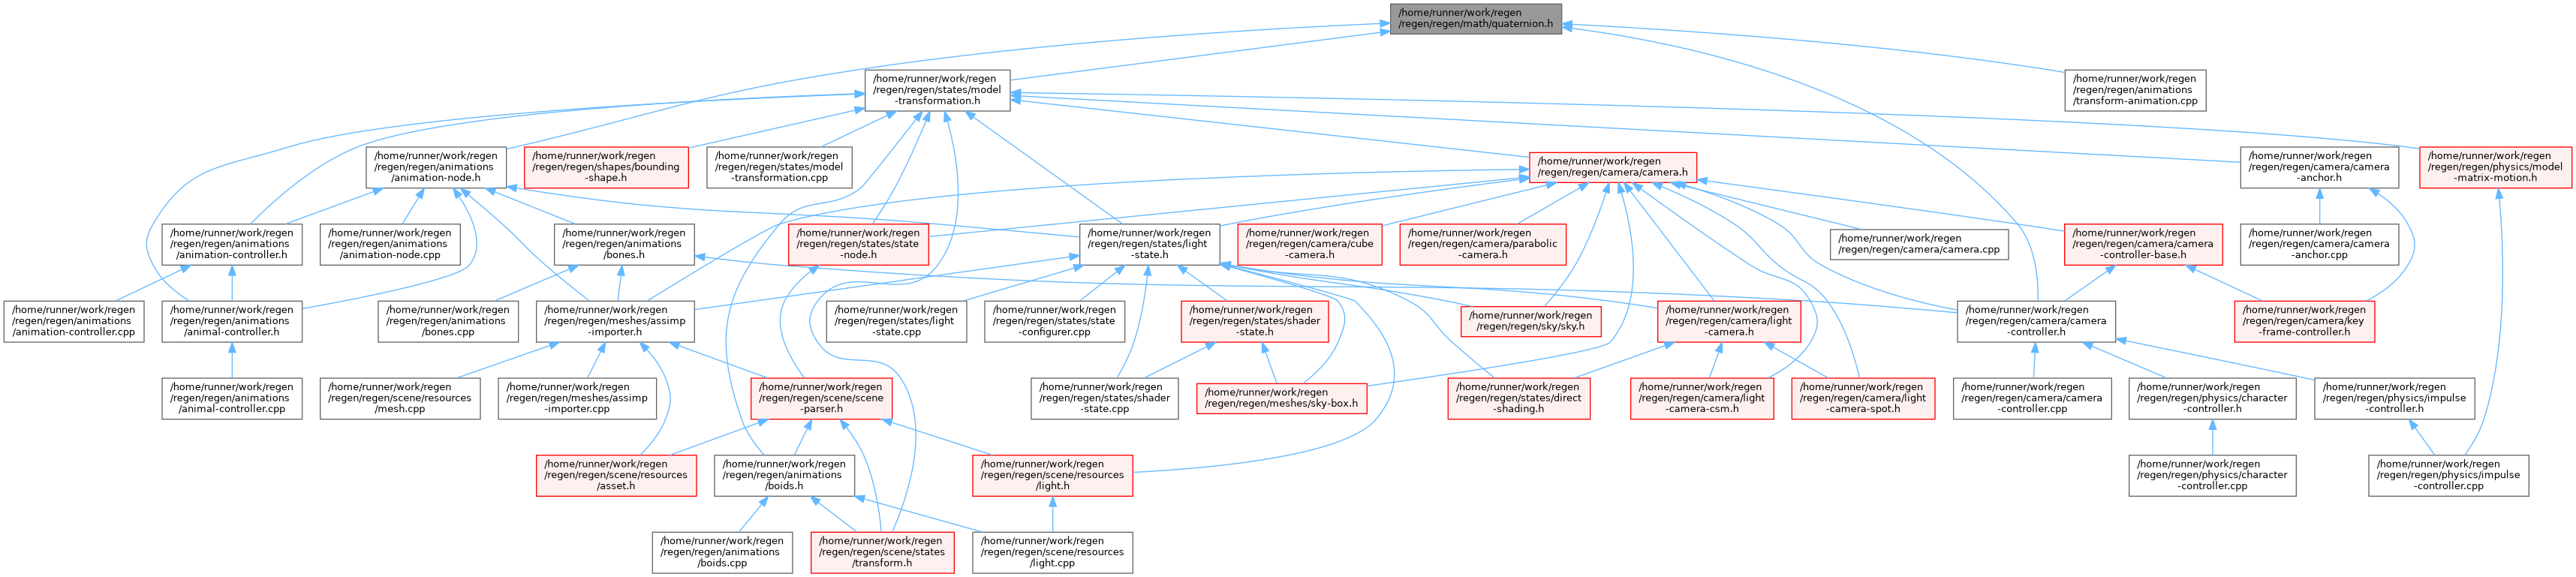 /home/runner/work/regen
/regen/regen/math/quaternion.h
/home/runner/work/regen
/regen/regen/states/model
-transformation.h
/home/runner/work/regen
/regen/regen/animations
/transform-animation.cpp
/home/runner/work/regen
/regen/regen/animations
/animation-node.h
/home/runner/work/regen
/regen/regen/shapes/bounding
-shape.h
/home/runner/work/regen
/regen/regen/states/model
-transformation.cpp
/home/runner/work/regen
/regen/regen/camera/camera.h
/home/runner/work/regen
/regen/regen/camera/camera
-anchor.h
/home/runner/work/regen
/regen/regen/physics/model
-matrix-motion.h
/home/runner/work/regen
/regen/regen/animations
/animation-controller.h
/home/runner/work/regen
/regen/regen/animations
/animation-node.cpp
/home/runner/work/regen
/regen/regen/animations
/bones.h
/home/runner/work/regen
/regen/regen/states/state
-node.h
/home/runner/work/regen
/regen/regen/states/light
-state.h
/home/runner/work/regen
/regen/regen/camera/cube
-camera.h
/home/runner/work/regen
/regen/regen/camera/parabolic
-camera.h
/home/runner/work/regen
/regen/regen/camera/camera.cpp
/home/runner/work/regen
/regen/regen/camera/camera
-controller-base.h
/home/runner/work/regen
/regen/regen/camera/camera
-anchor.cpp
/home/runner/work/regen
/regen/regen/animations
/animation-controller.cpp
/home/runner/work/regen
/regen/regen/animations
/animal-controller.h
/home/runner/work/regen
/regen/regen/animations
/bones.cpp
/home/runner/work/regen
/regen/regen/meshes/assimp
-importer.h
/home/runner/work/regen
/regen/regen/states/light
-state.cpp
/home/runner/work/regen
/regen/regen/states/state
-configurer.cpp
/home/runner/work/regen
/regen/regen/states/shader
-state.h
/home/runner/work/regen
/regen/regen/sky/sky.h
/home/runner/work/regen
/regen/regen/camera/light
-camera.h
/home/runner/work/regen
/regen/regen/camera/camera
-controller.h
/home/runner/work/regen
/regen/regen/camera/key
-frame-controller.h
/home/runner/work/regen
/regen/regen/animations
/animal-controller.cpp
/home/runner/work/regen
/regen/regen/scene/resources
/mesh.cpp
/home/runner/work/regen
/regen/regen/meshes/assimp
-importer.cpp
/home/runner/work/regen
/regen/regen/scene/scene
-parser.h
/home/runner/work/regen
/regen/regen/states/shader
-state.cpp
/home/runner/work/regen
/regen/regen/meshes/sky-box.h
/home/runner/work/regen
/regen/regen/states/direct
-shading.h
/home/runner/work/regen
/regen/regen/camera/light
-camera-csm.h
/home/runner/work/regen
/regen/regen/camera/light
-camera-spot.h
/home/runner/work/regen
/regen/regen/camera/camera
-controller.cpp
/home/runner/work/regen
/regen/regen/physics/character
-controller.h
/home/runner/work/regen
/regen/regen/physics/impulse
-controller.h
/home/runner/work/regen
/regen/regen/scene/resources
/asset.h
/home/runner/work/regen
/regen/regen/animations
/boids.h
/home/runner/work/regen
/regen/regen/scene/resources
/light.h
/home/runner/work/regen
/regen/regen/physics/character
-controller.cpp
/home/runner/work/regen
/regen/regen/physics/impulse
-controller.cpp
/home/runner/work/regen
/regen/regen/animations
/boids.cpp
/home/runner/work/regen
/regen/regen/scene/states
/transform.h
/home/runner/work/regen
/regen/regen/scene/resources
/light.cpp